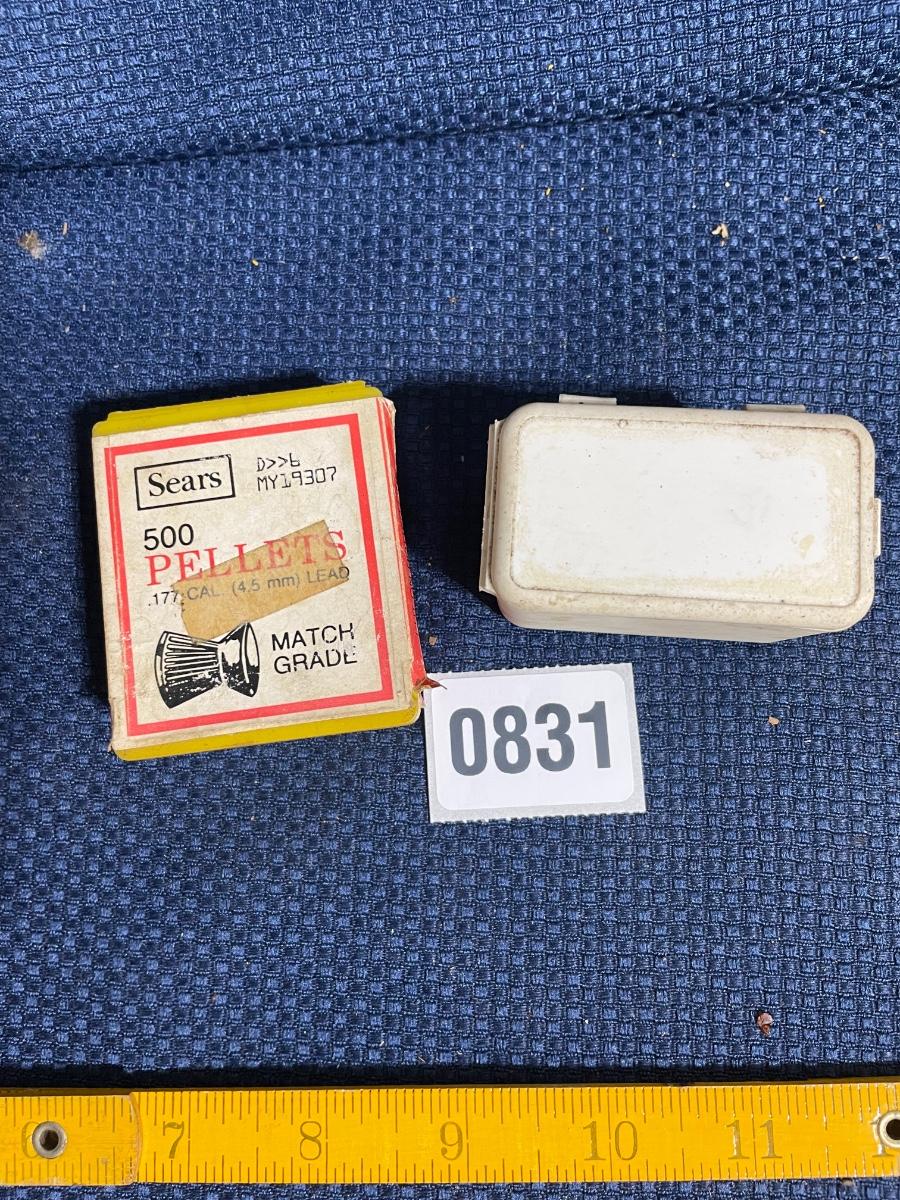 Sears
D>>6
MY19307
500
PELLETS
.177 CAL. (4.5 mm) LEAD
MATCH
GRADE
0831
7 8 9 10 11